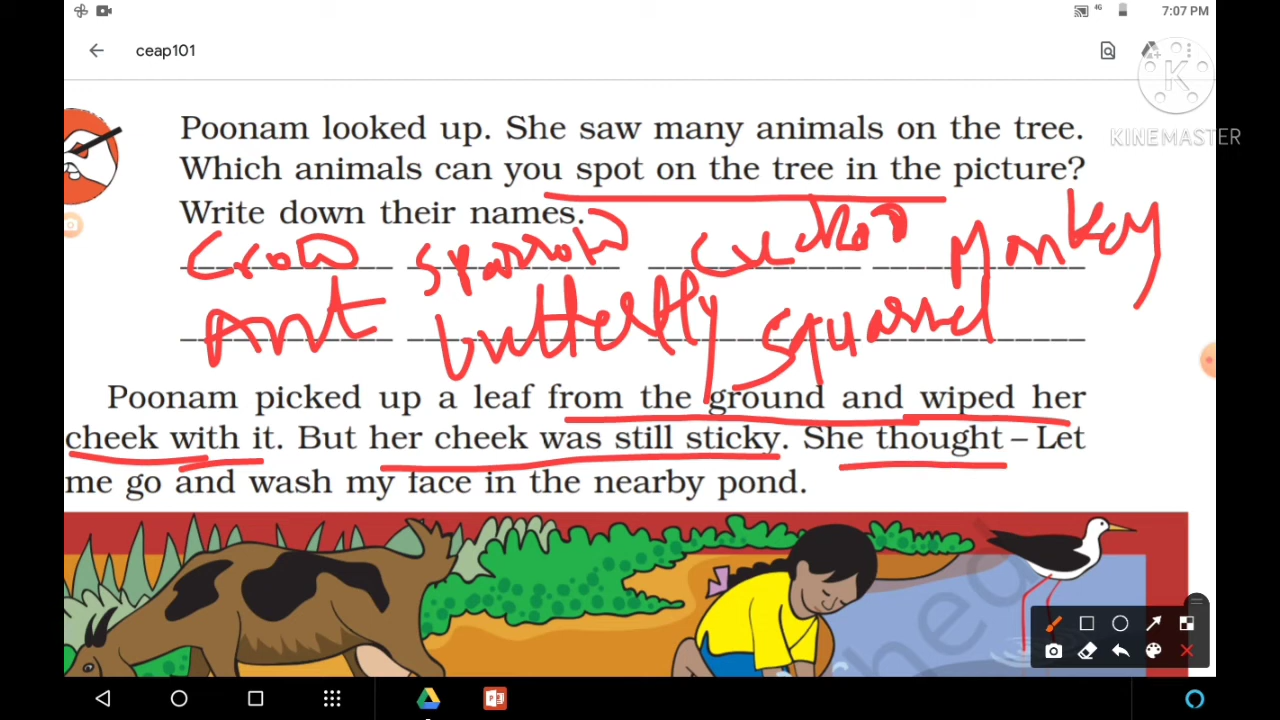 7:07 PM
4G
ceap101
K
KINEMASTER
Poonam looked up. She saw many animals on the tree.
Which animals can you spot on the tree in the picture?
Write down their names.
Crow Sparrow Cuckoo Monkey
Ant butterfly Squarrel
Poonam picked up a leaf from the ground and wiped her
cheek with it. But her cheek was still sticky. She thought – Let
me go and wash my face in the nearby pond.